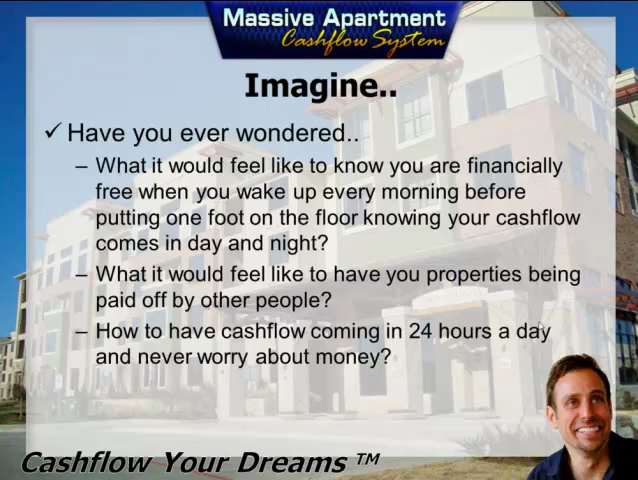 Massive Apartment
Cashflow System
Imagine..
✓ Have you ever wondered..
– What it would feel like to know you are financially
free when you wake up every morning before
putting one foot on the floor knowing your cashflow
comes in day and night?
– What it would feel like to have you properties being
paid off by other people?
– How to have cashflow coming in 24 hours a day
and never worry about money?
Cashflow Your Dreams ™